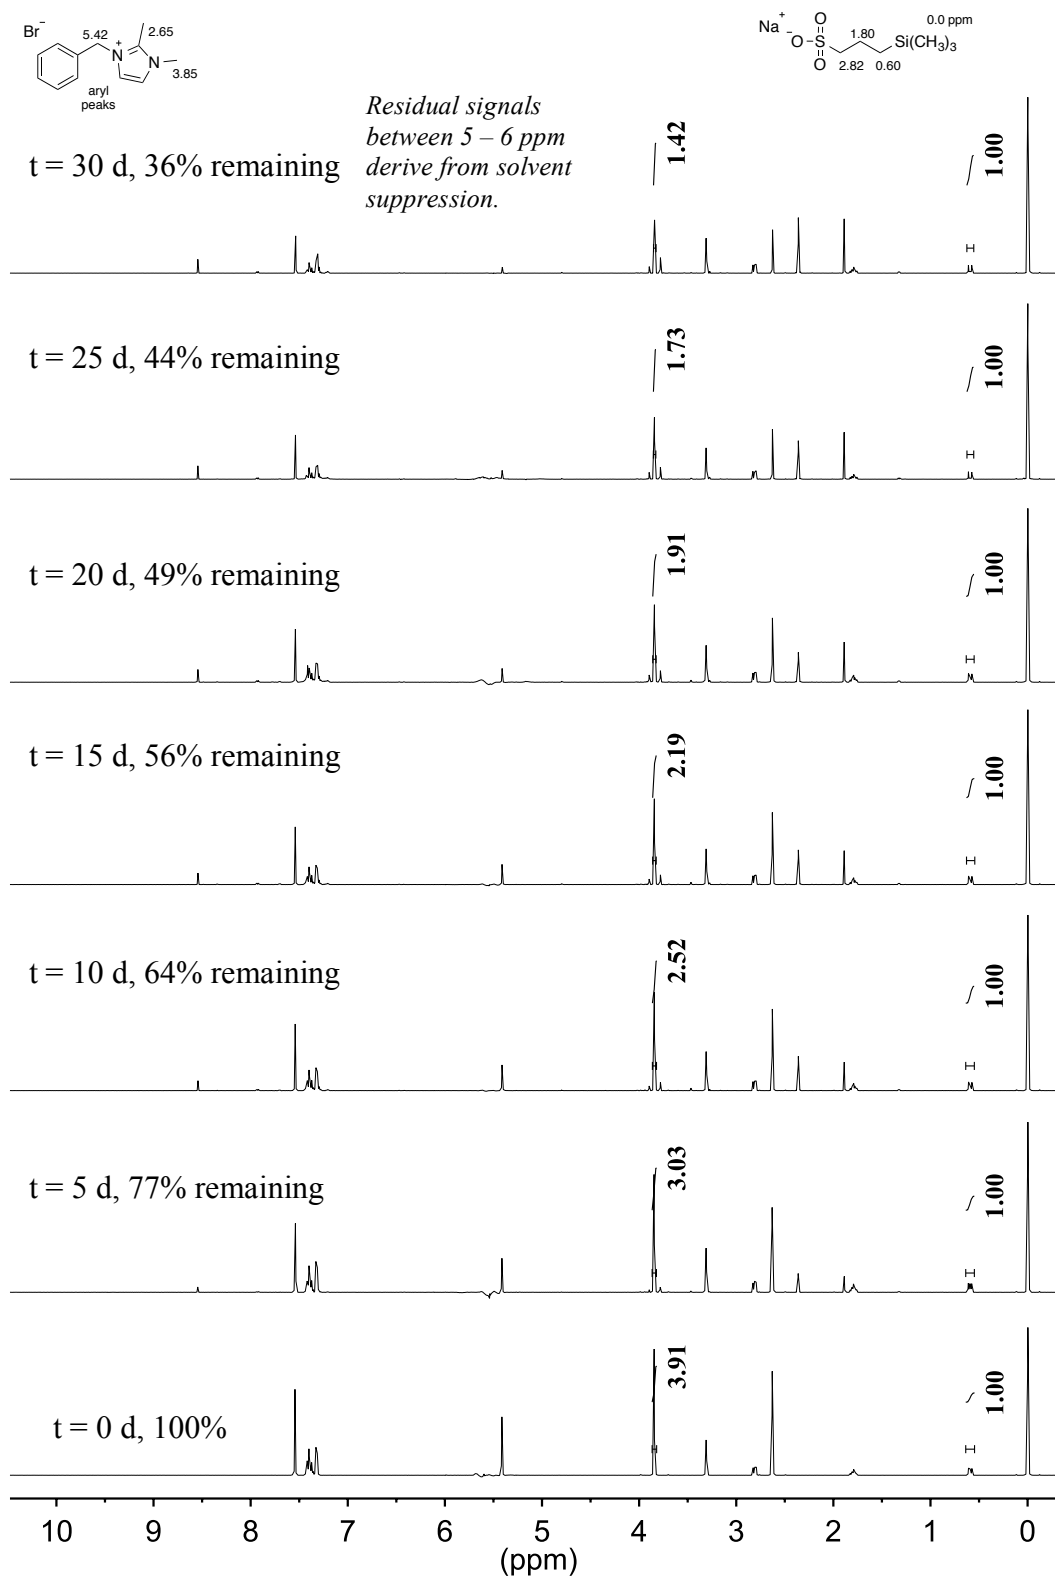 Br−
5.42
2.65
N+
N
3.85
aryl
peaks
Na+
−O
O
S
O
1.80
2.82
0.60
0.0 ppm
Si(CH3)3
Residual signals
between 5 – 6 ppm
derive from solvent
suppression.
t = 30 d, 36% remaining
1.42
1.00
t = 25 d, 44% remaining
1.73
1.00
t = 20 d, 49% remaining
1.91
1.00
t = 15 d, 56% remaining
2.19
1.00
t = 10 d, 64% remaining
2.52
1.00
t = 5 d, 77% remaining
3.03
1.00
t = 0 d, 100%
3.91
1.00
10 9 8 7 6 5 4 3 2 1 0
(ppm)